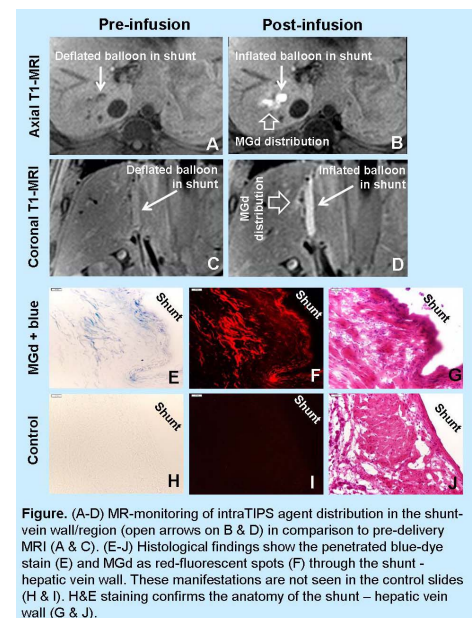 Pre-infusion Post-infusion
Axial T1-MRI
Deflated balloon in shunt
A
Inflated balloon in shunt
MGd distribution
B
Coronal T1-MRI
Deflated balloon
in shunt
C
MGd
distribution
Inflated balloon
in shunt
D
MGd + blue
Shunt
E
Shunt
F
Shunt
G
Control
Shunt
H
Shunt
I
Shunt
J
Figure. (A-D) MR-monitoring of intraTIPS agent distribution in the shunt-
vein wall/region (open arrows on B & D) in comparison to pre-delivery
MRI (A & C). (E-J) Histological findings show the penetrated blue-dye
stain (E) and MGd as red-fluorescent spots (F) through the shunt -
hepatic vein wall. These manifestations are not seen in the control slides
(H & I). H&E staining confirms the anatomy of the shunt – hepatic vein
wall (G & J).